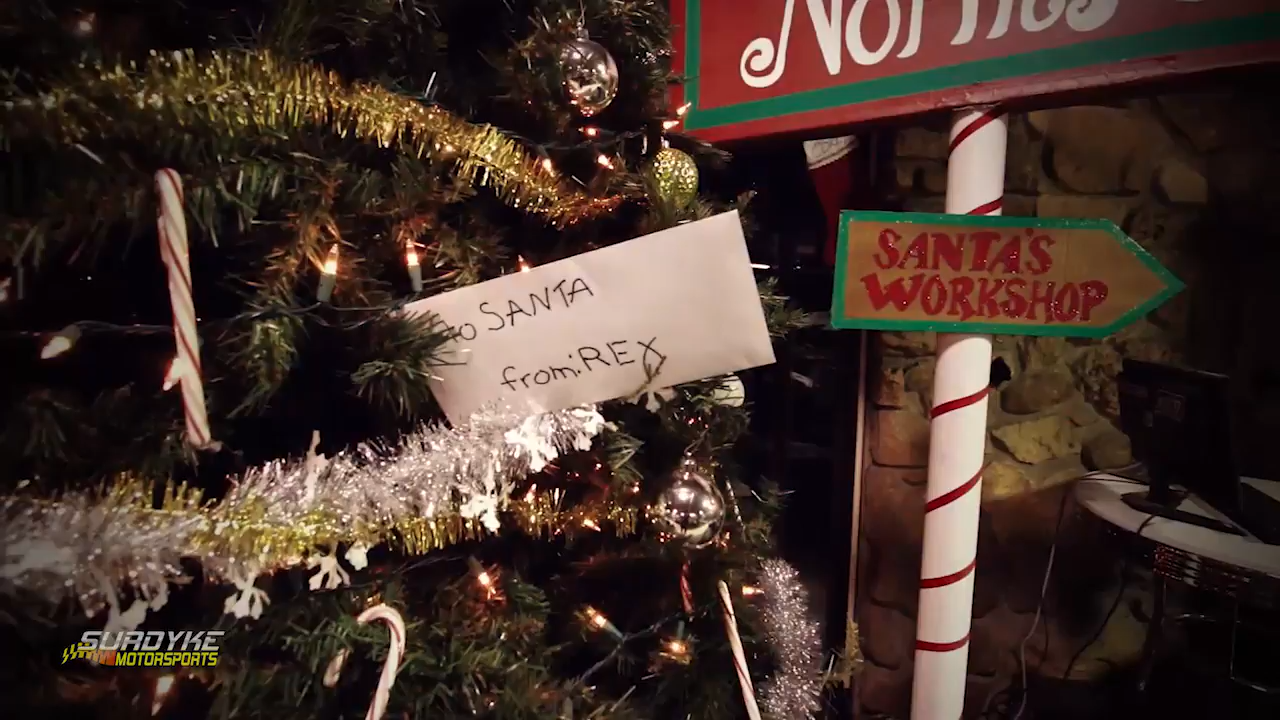 to SANTA
from: REX
SANTA'S
WORKSHOP
SURDYKE
MOTORSPORTS